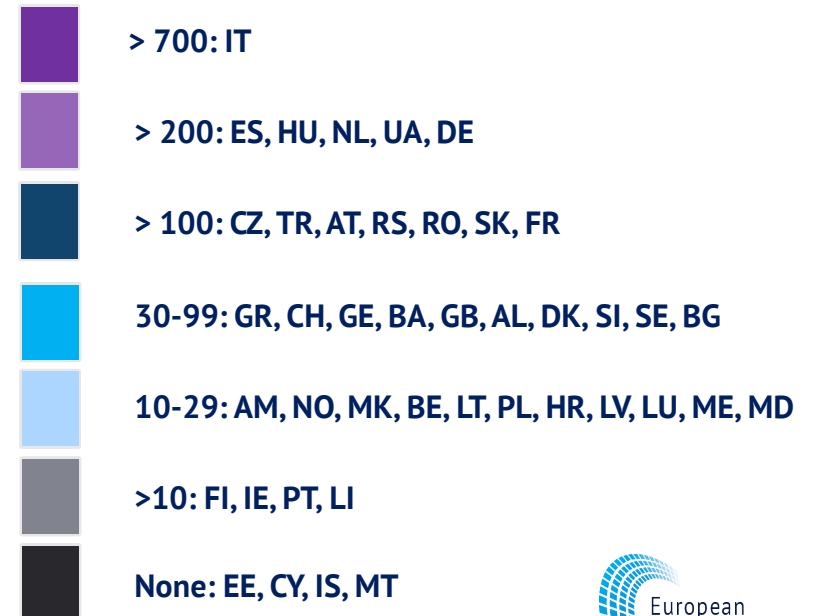 > 700: IT
> 200: ES, HU, NL, UA, DE
> 100: CZ, TR, AT, RS, RO, SK, FR
30-99: GR, CH, GE, BA, GB, AL, DK, SI, SE, BG
10-29: AM, NO, MK, BE, LT, PL, HR, LV, LU, ME, MD
>10: FI, IE, PT, LI
None: EE, CY, IS, MT
European